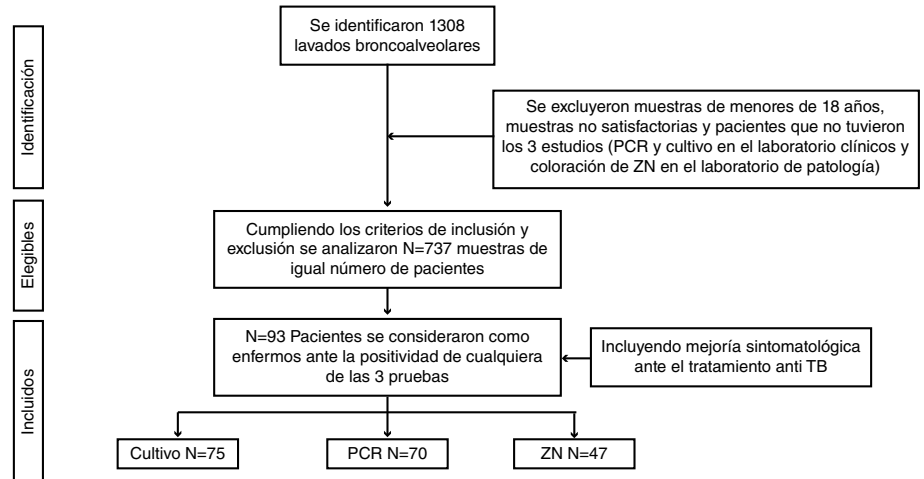 Identificación
Se identificaron 1308
lavados broncoalveolares
Se excluyeron muestras de menores de 18 años,
muestras no satisfactorias y pacientes que no tuvieron
los 3 estudios (PCR y cultivo en el laboratorio clínicos y
coloración de ZN en el laboratorio de patología)
Elegibles
Cumpliendo los criterios de inclusión y
exclusión se analizaron N=737 muestras de
igual número de pacientes
Incluidos
N=93 Pacientes se consideraron como
enfermos ante la positividad de cualquiera
de las 3 pruebas
Incluyendo mejoría sintomatológica
ante el tratamiento anti TB
Cultivo N=75
PCR N=70
ZN N=47